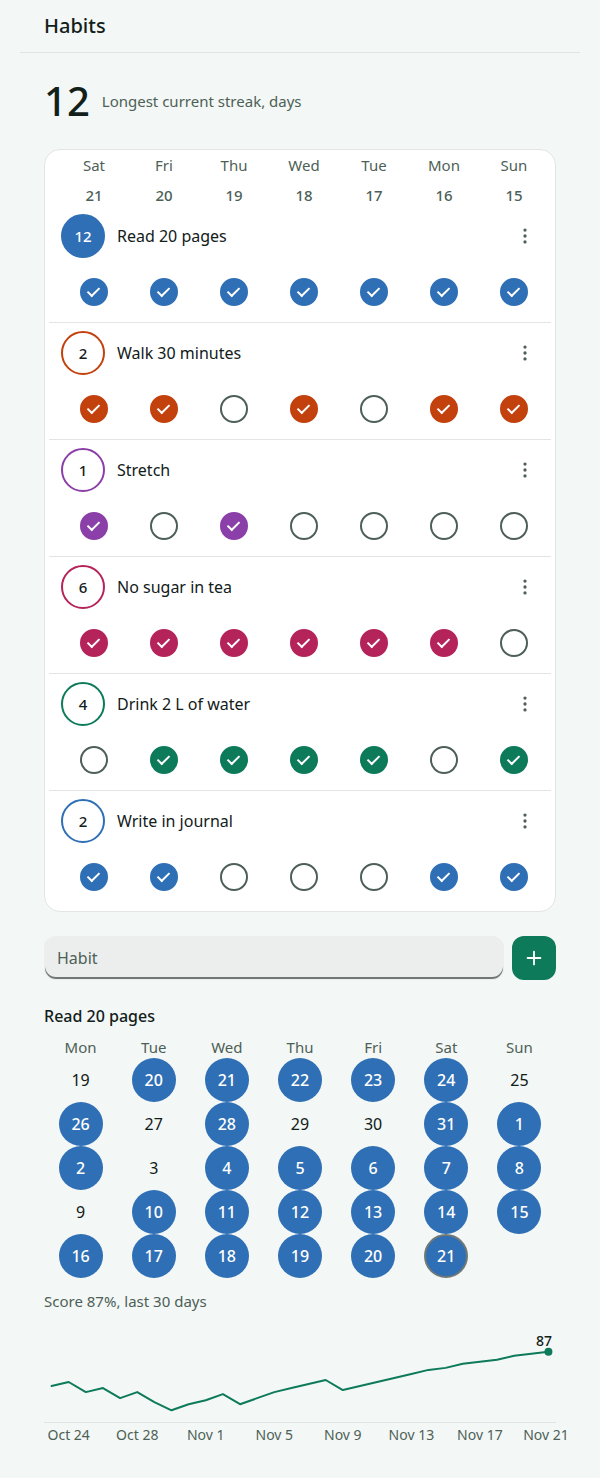 Habits
12 Longest current streak, days
Sat Fri Thu Wed Tue Mon Sun
21 20 19 18 17 16 15
12 Read 20 pages
2 Walk 30 minutes
1 Stretch
6 No sugar in tea
4 Drink 2 L of water
2 Write in journal
Habit
Read 20 pages
Mon Tue Wed Thu Fri Sat Sun
19 20 21 22 23 24 25
26 27 28 29 30 31 1
2 3 4 5 6 7 8
9 10 11 12 13 14 15
16 17 18 19 20 21
Score 87%, last 30 days
87
Oct 24 Oct 28 Nov 1 Nov 5 Nov 9 Nov 13 Nov 17 Nov 21